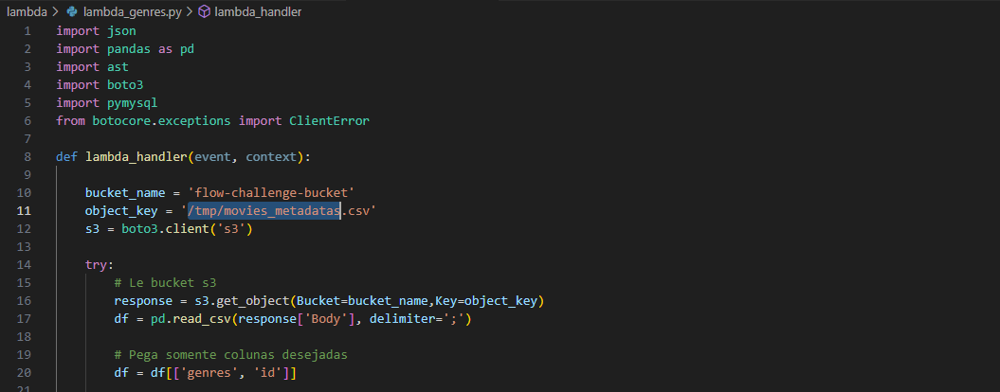 lambda > lambda_genres.py > lambda_handler
1 import json
2 import pandas as pd
3 import ast
4 import boto3
5 import pymysql
6 from botocore.exceptions import ClientError
7
8 def lambda_handler(event, context):
9
10 bucket_name = 'flow-challenge-bucket'
11 object_key = '/tmp/movies_metadatas.csv'
12 s3 = boto3.client('s3')
13
14 try:
15 # Le bucket s3
16 response = s3.get_object(Bucket=bucket_name,Key=object_key)
17 df = pd.read_csv(response['Body'], delimiter=';')
18
19 # Pega somente colunas desejadas
20 df = df[['genres', 'id']]
21